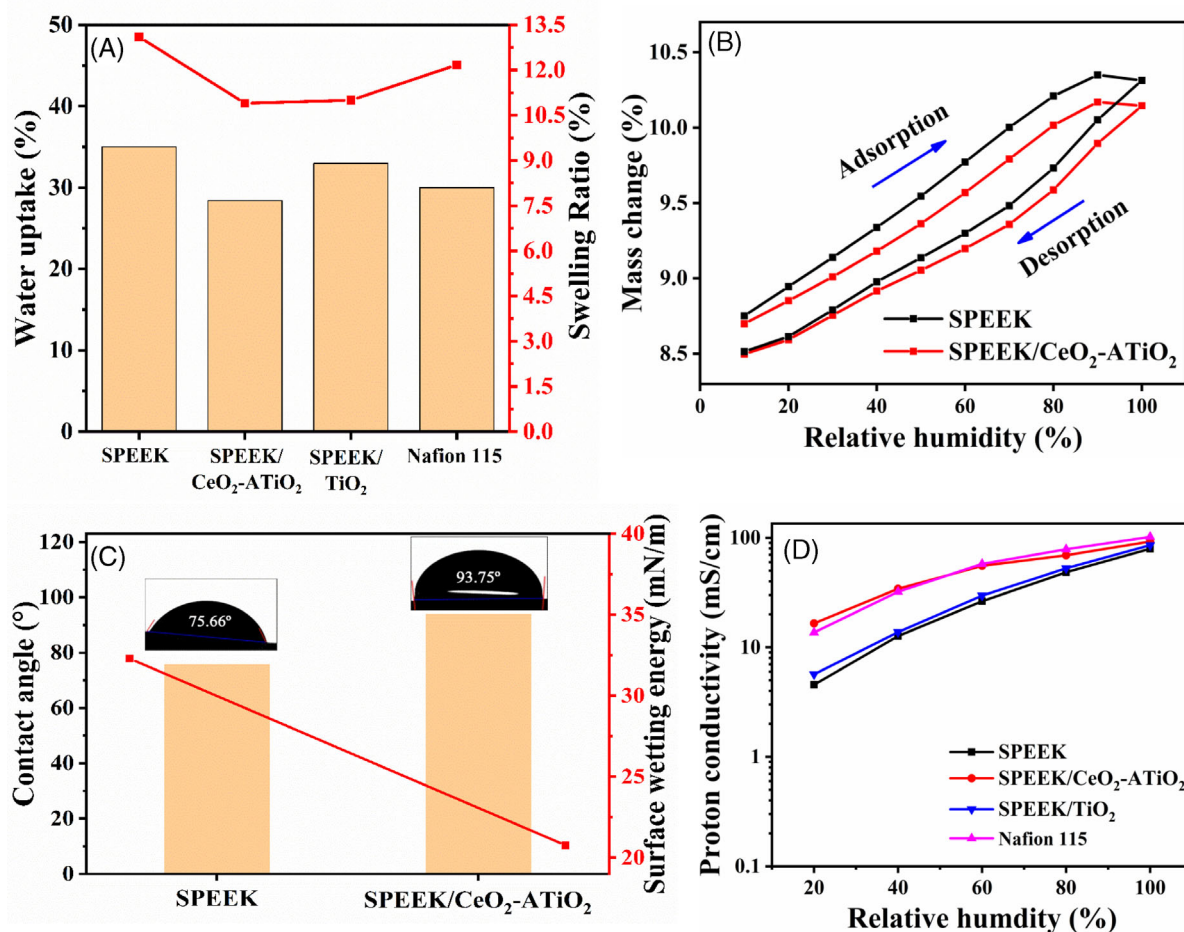 (A)
Water uptake (%)
50
40
30
20
10
0
13.5
12.0
10.5
9.0
7.5
6.0
4.5
3.0
1.5
0.0
Swelling Ratio (%)
SPEEK
SPEEK/
CeO₂-ATiO₂
SPEEK/
TiO₂
Nafion 115
(B)
Mass change (%)
10.5
10.0
9.5
9.0
8.5
Adsorption
Desorption
SPEEK
SPEEK/CeO₂-ATiO₂
0 20 40 60 80 100
Relative humidity (%)
(C)
Contact angle (°)
120
100
80
60
40
20
0
75.66°
93.75°
40
35
30
25
20
Surface wetting energy (mN/m)
SPEEK
SPEEK/CeO₂-ATiO₂
(D)
Proton conductivity (mS/cm)
100
10
1
0.1
SPEEK
SPEEK/CeO₂-ATiO₂
SPEEK/TiO₂
Nafion 115
20 40 60 80 100
Relative humdity (%)